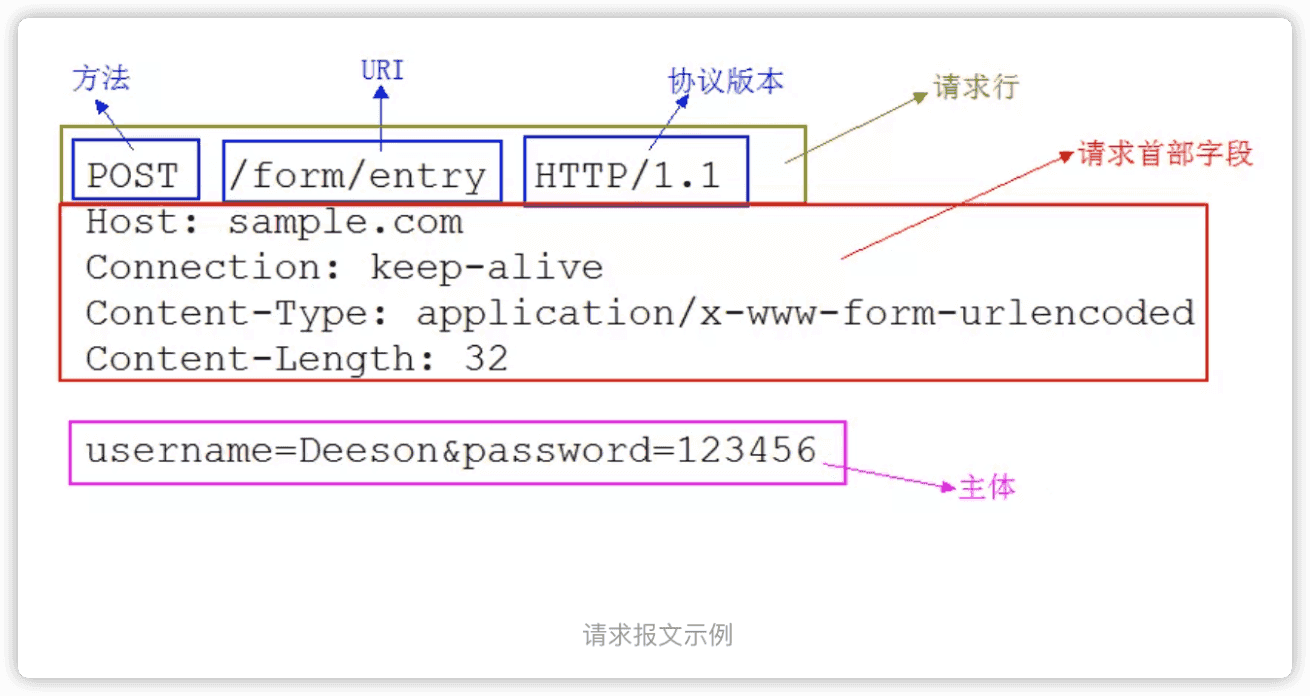 方法 URI 协议版本 请求行
POST /form/entry HTTP/1.1
请求首部字段
Host: sample.com
Connection: keep-alive
Content-Type: application/x-www-form-urlencoded
Content-Length: 32
username=Deeson&password=123456
主体
请求报文示例